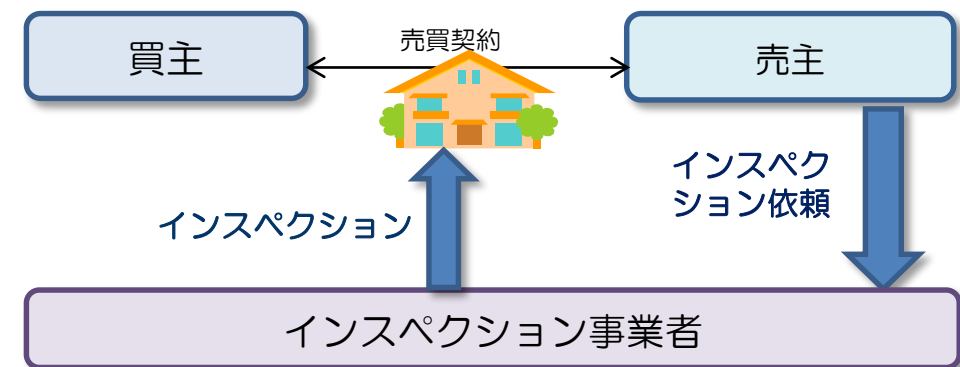 買主
売買契約
売主
インスペク
ション依頼
インスペクション
インスペクション事業者